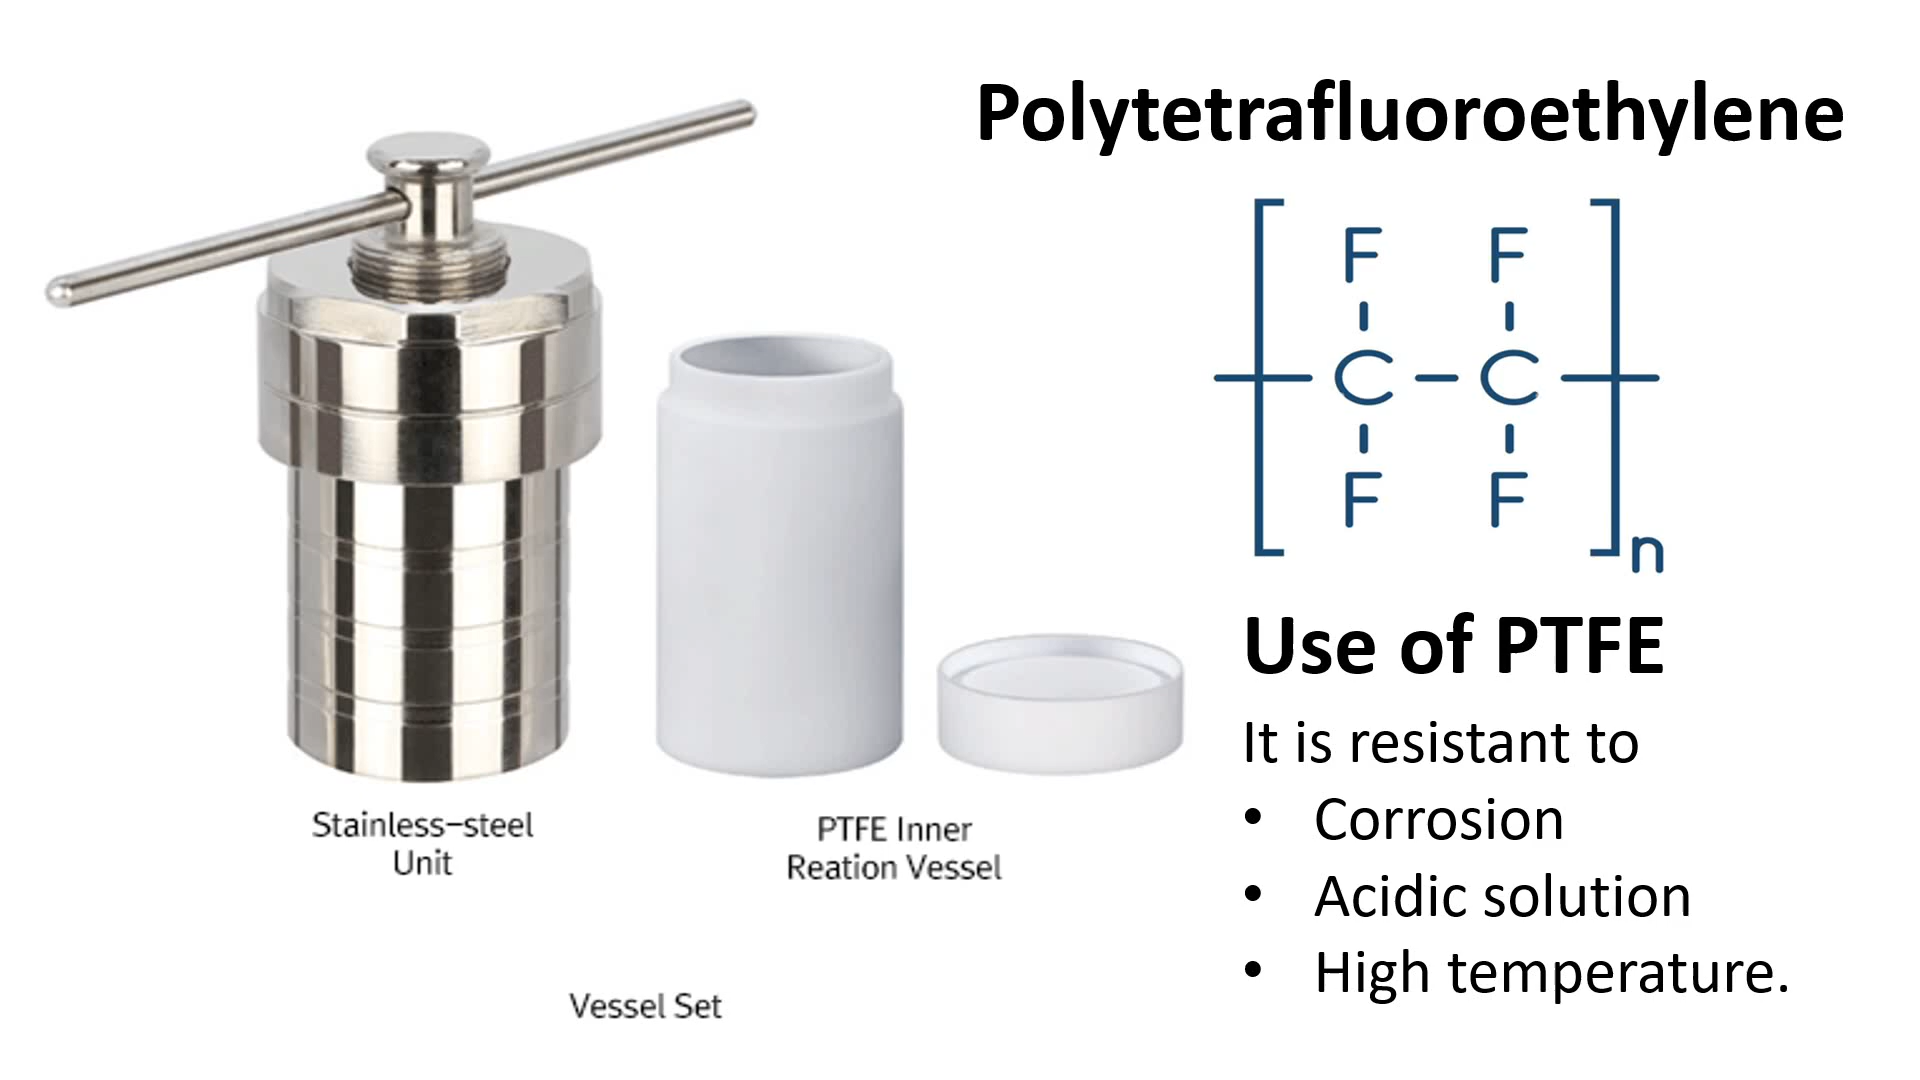 Polytetrafluoroethylene
F F
C C
F F
n
Stainless-steel
Unit
PTFE Inner
Reation Vessel
Vessel Set
Use of PTFE
It is resistant to
• Corrosion
• Acidic solution
• High temperature.